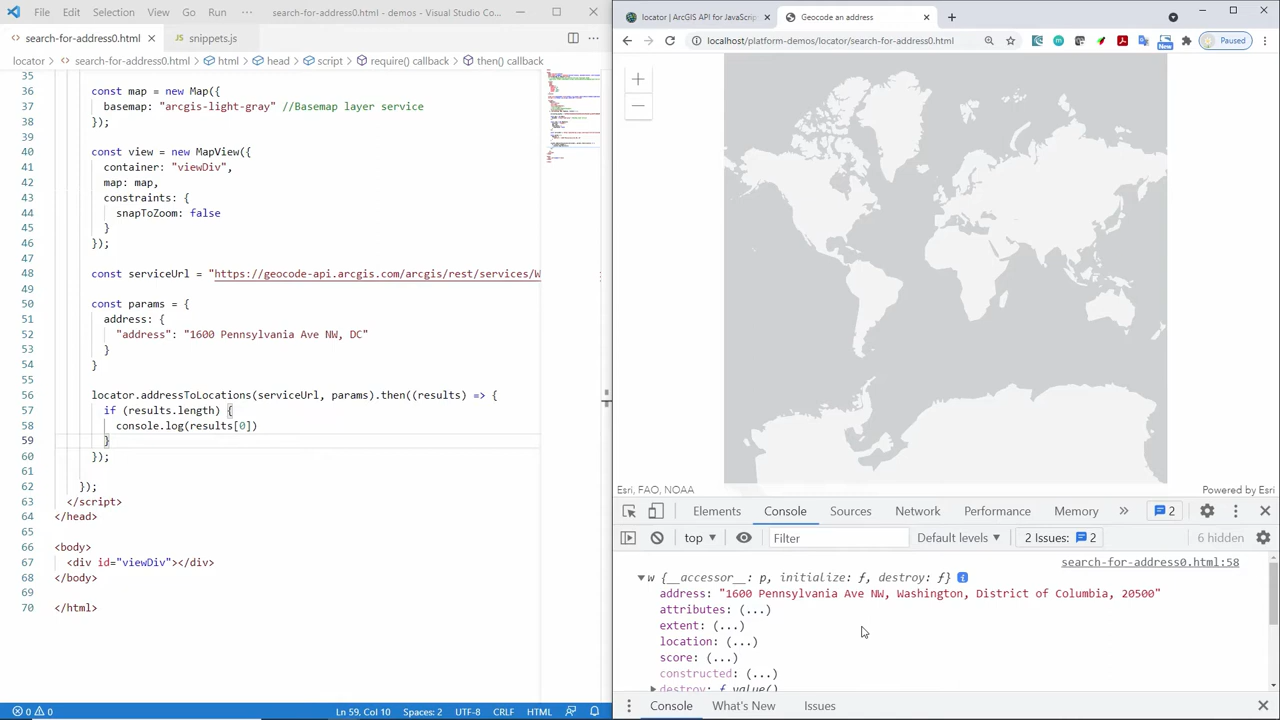 File Edit Selection View Go Run search-for-address0.html - demos - Visual Studio Co...
search-for-address0.html snippets.js
locator > search-for-address0.html > html > head > script > require() callback > then() callback
const map = new Map({
basemap: "arcgis-light-gray" // Basemap layer service
41 container: "viewDiv",
42 map: map,
43 constraints: {
44 snapToZoom: false
45 }
46 });
47
48 const serviceUrl = "https://geocode-api.arcgis.com/arcgis/rest/services/W
49
50 const params = {
51 address: {
52 "address": "1600 Pennsylvania Ave NW, DC"
53 }
54 }
55
56 locator.addressToLocations(serviceUrl, params).then((results) => {
57 if (results.length) {
58 console.log(results[0])
59 }
60 });
61
62 });
63 </script>
64 </head>
65
66 <body>
67 <div id="viewDiv"></div>
68 </body>
69
70 </html>
0 0 Ln 59, Col 10 Spaces: 2 UTF-8 CRLF HTML
locator | ArcGIS API for JavaScrip Geocode an address
localhost/platform-demos/locator/search-for-address0.html New Paused
Esri, FAO, NOAA Powered by Esri
Elements Console Sources Network Performance Memory 2
top Filter Default levels 2 Issues: 2 6 hidden
search-for-address0.html:58
w {__accessor__: p, initialize: f, destroy: f}
address: "1600 Pennsylvania Ave NW, Washington, District of Columbia, 20500"
attributes: (...)
extent: (...)
location: (...)
score: (...)
constructed: (...)
destroy: f value()
Console What's New Issues